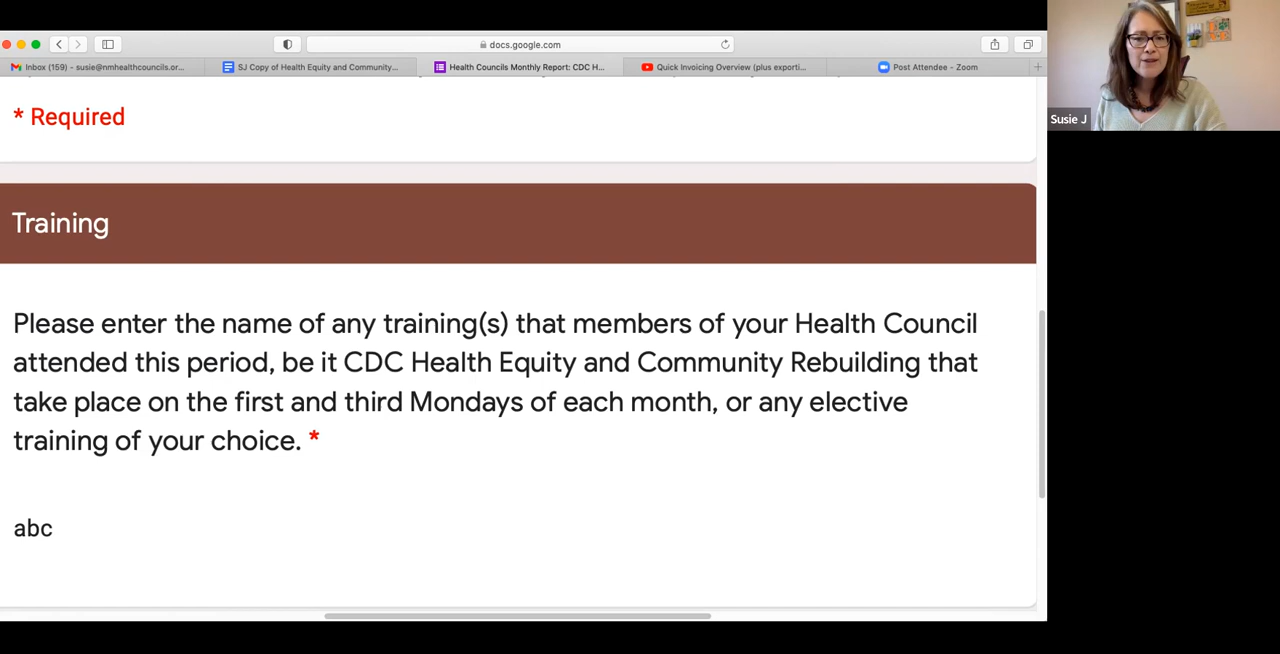 docs.google.com
Inbox (159) - susie@nmhealthcouncils.or...
SJ Copy of Health Equity and Community...
Health Councils Monthly Report: CDC H...
Quick Invoicing Overview (plus exporti...
Post Attendee - Zoom
Susie J
* Required
Training
Please enter the name of any training(s) that members of your Health Council
attended this period, be it CDC Health Equity and Community Rebuilding that
take place on the first and third Mondays of each month, or any elective
training of your choice. *
abc